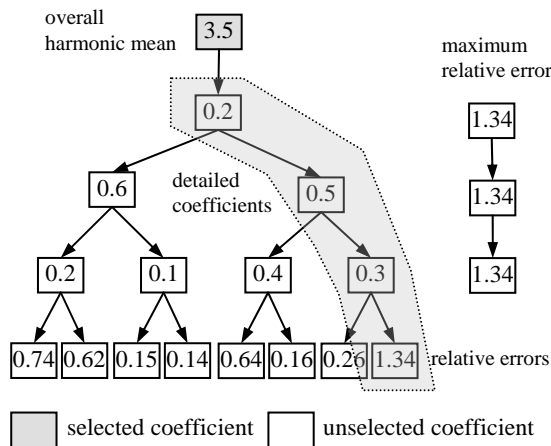 overall
harmonic mean
3.5
maximum
relative error
0.2
1.34
0.6
detailed
coefficients
0.5
1.34
0.2
0.1
0.4
0.3
1.34
0.74 0.62 0.15 0.14 0.64 0.16 0.26 1.34
relative errors
selected coefficient
unselected coefficient